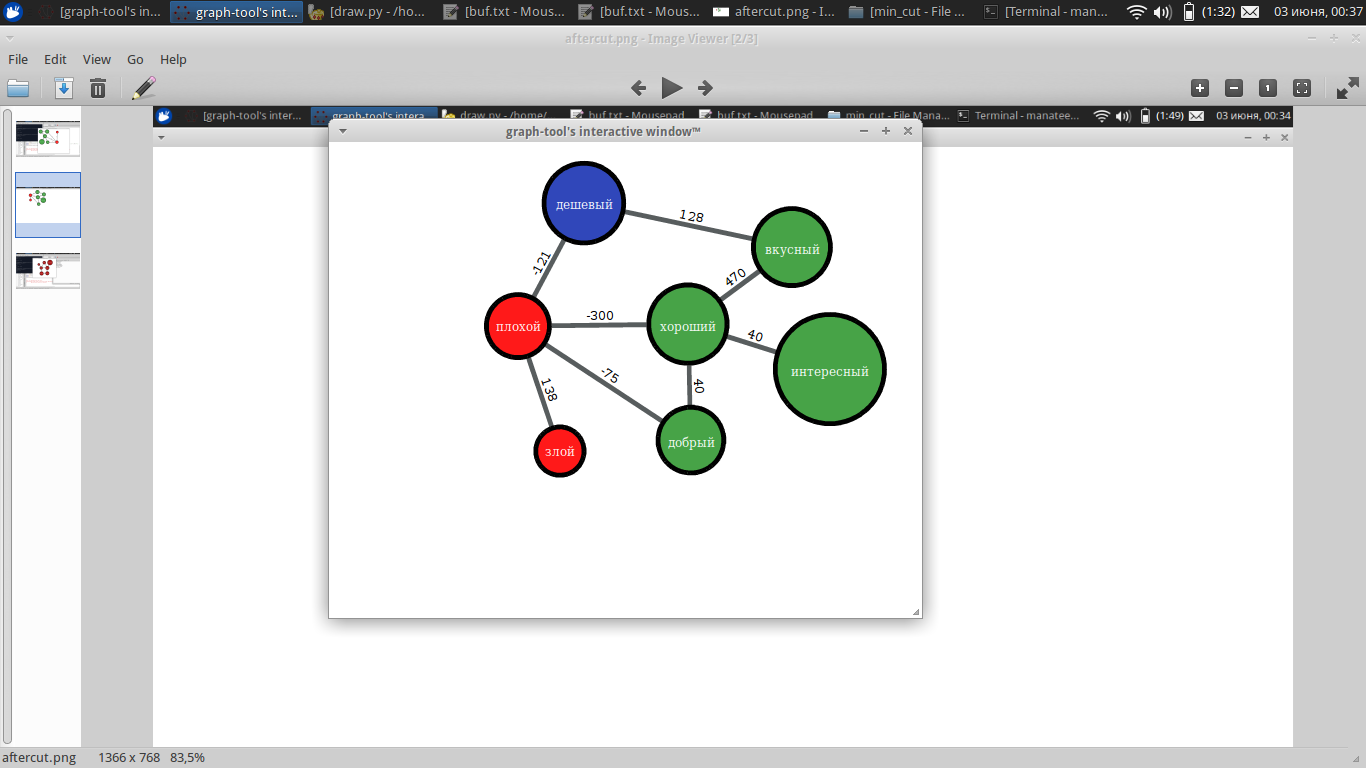 [graph-tool's in...
graph-tool's int...
[draw.py - /ho...
[buf.txt - Mous...
[buf.txt - Mous...
aftercut.png - I...
[min_cut - File ...
[Terminal - man...
(1:32)
03 июня, 00:37
aftercut.png - Image Viewer [2/3]
File Edit View Go Help
[graph-tool's inter...
graph-tool's intera...
draw.py - /home/...
buf.txt - Mousepad
buf.txt - Mousepad
min_cut - File Mana...
Terminal - manatee...
(1:49)
03 июня, 00:34
graph-tool's interactive window™
дешевый
128
вкусный
-121
470
плохой
-300
хороший
40
интересный
-75
138
40
добрый
злой
aftercut.png 1366 x 768 83,5%